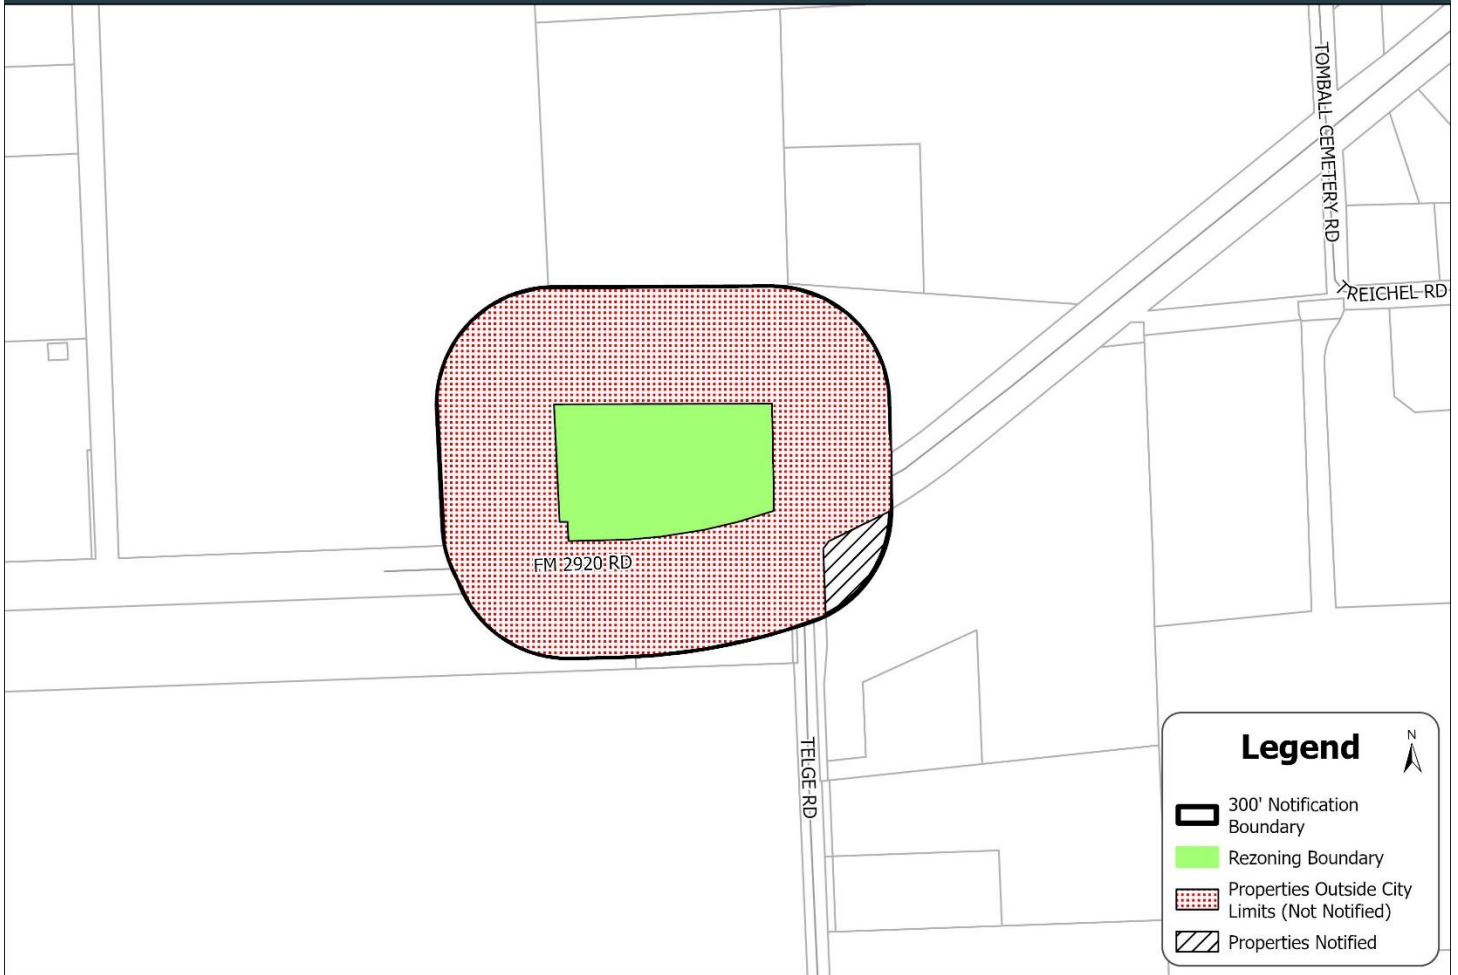 TOMBALL-CEMETERY-RD
REICHEL RD
FM 2920 RD
TELGE-RD
Legend
N
300' Notification
Boundary
Rezoning Boundary
Properties Outside City
Limits (Not Notified)
Properties Notified